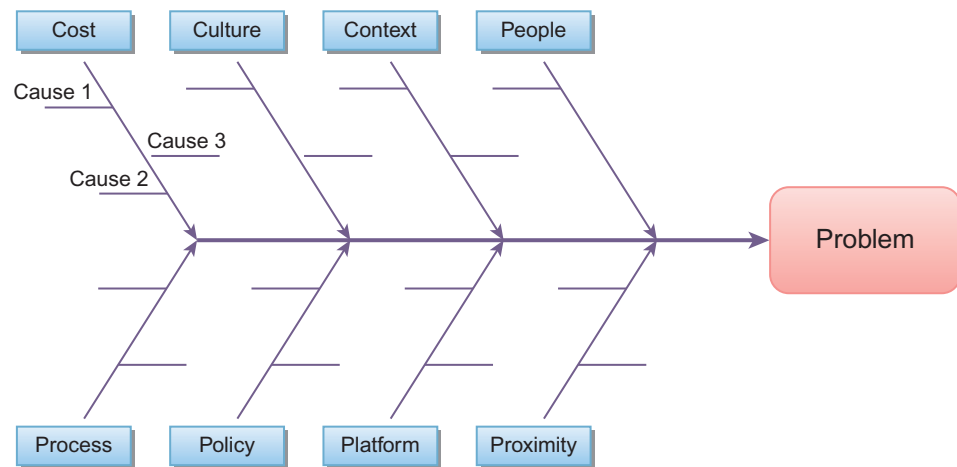 Cost
Culture
Context
People
Cause 1
Cause 3
Cause 2
Problem
Process
Policy
Platform
Proximity